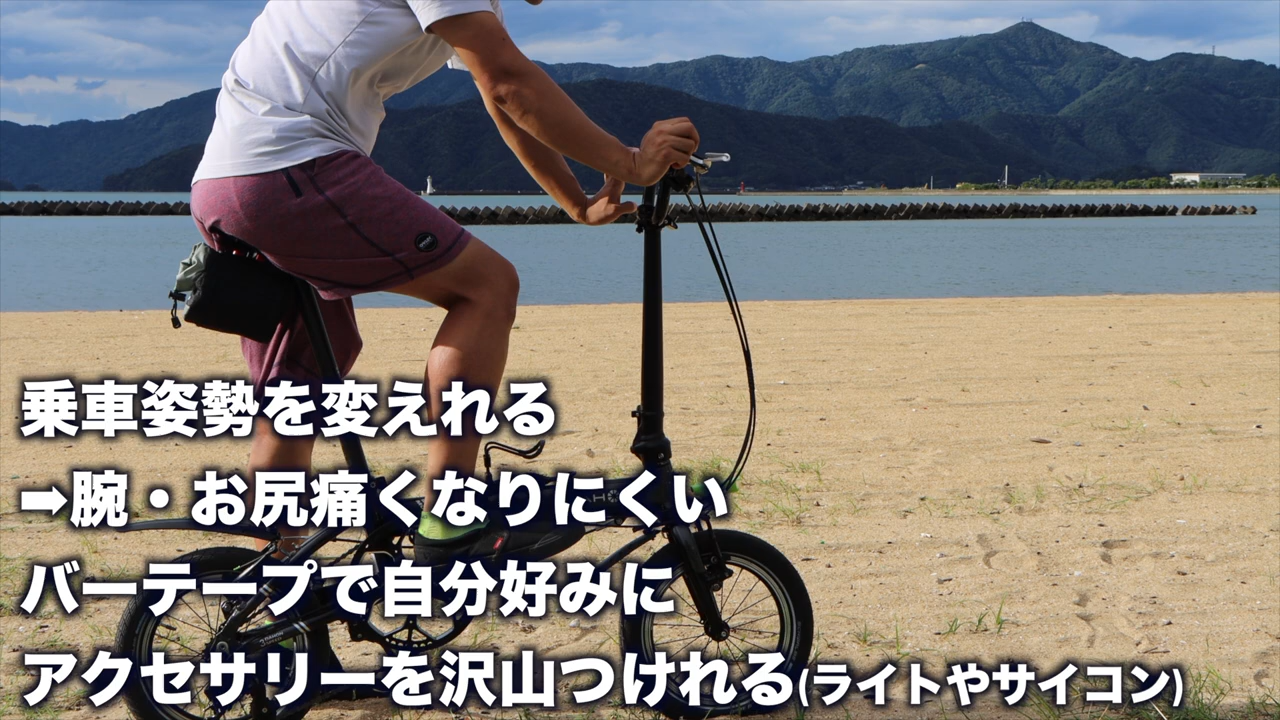 乗車姿勢を変えれる
➡腕・お尻痛くなりにくい
バーテープで自分好みに
アクセサリーを沢山つけれる(ライトやサイコン)